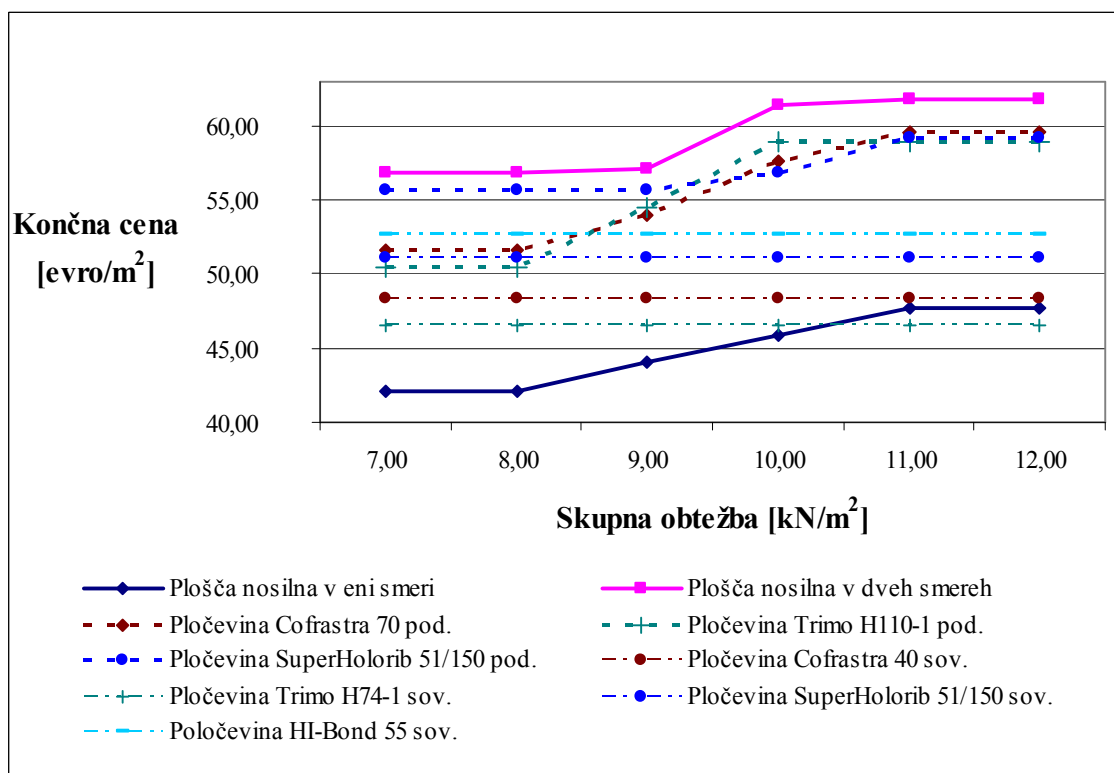 60,00
55,00
50,00
45,00
40,00
Končna cena
[evro/m²]
7,00 8,00 9,00 10,00 11,00 12,00
Skupna obtežba [kN/m²]
Plošča nosilna v eni smeri
Plošča nosilna v dveh smereh
Pločevina Cofrastra 70 pod.
Pločevina Trimo H110-1 pod.
Pločevina SuperHolorib 51/150 pod.
Pločevina Cofrastra 40 sov.
Pločevina Trimo H74-1 sov.
Pločevina SuperHolorib 51/150 sov.
Poločevina HI-Bond 55 sov.